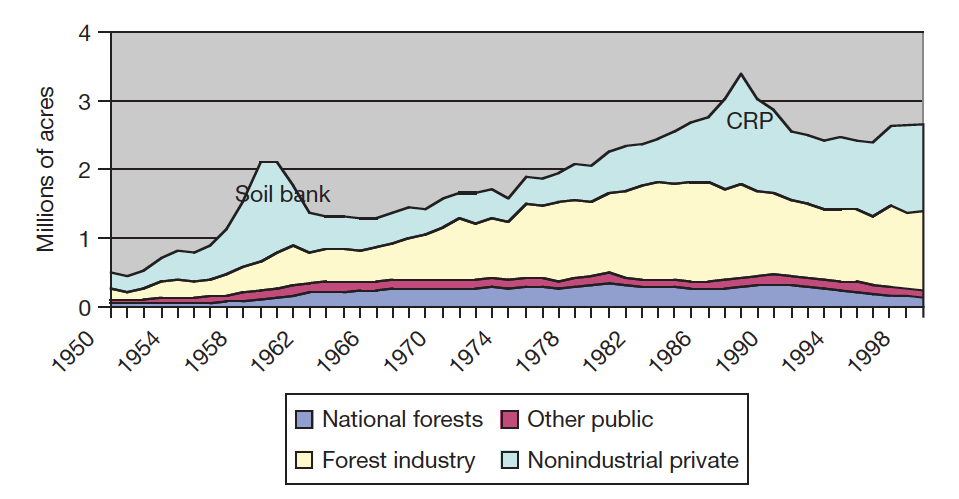 4
3
2
1
0
Millions of acres
Soil bank
CRP
1950 1954 1958 1962 1966 1970 1974 1978 1982 1986 1990 1994 1998
National forests Other public
Forest industry Nonindustrial private